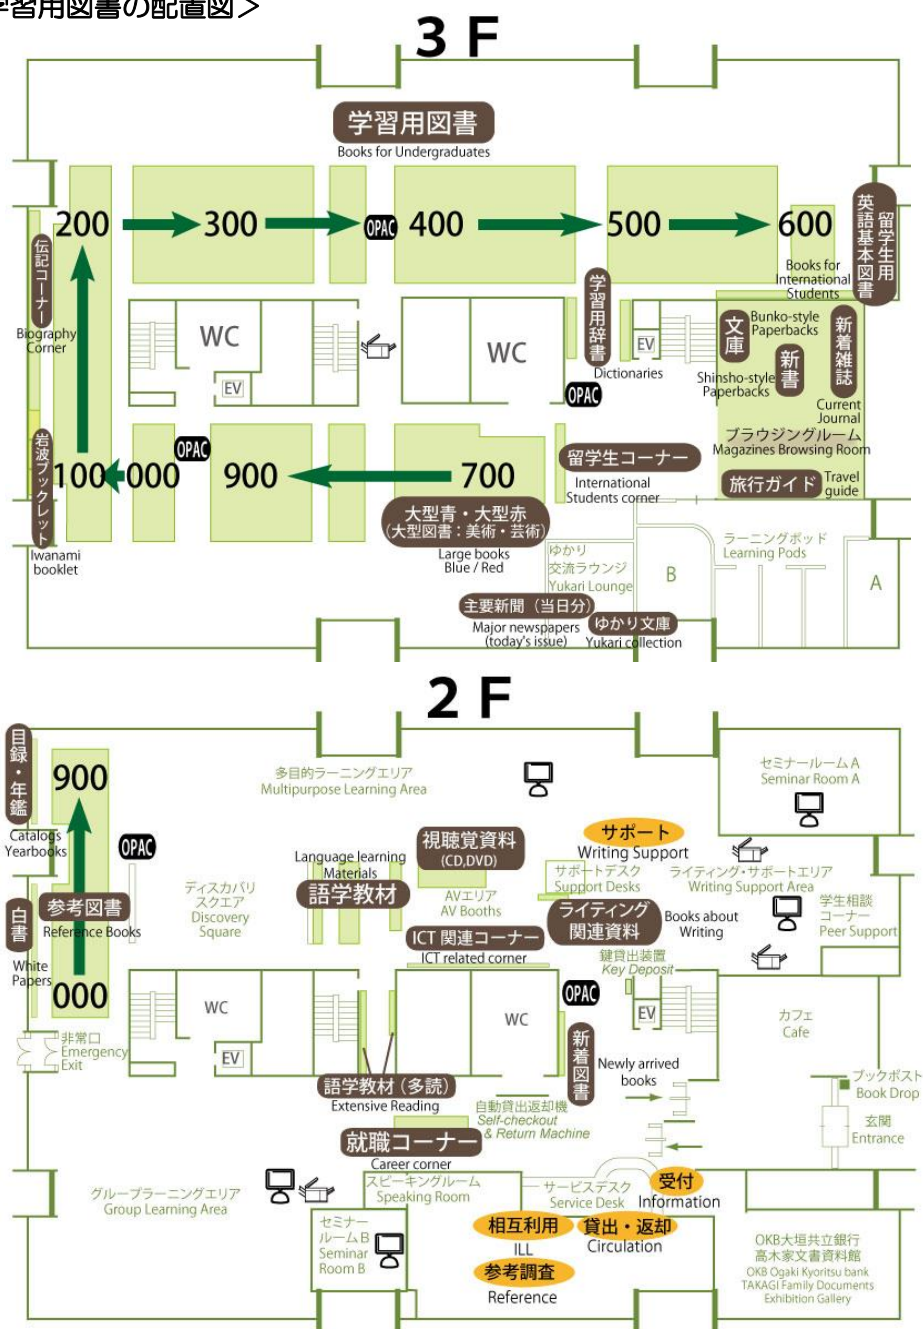 学習用図書の配置図＞
3F
学習用図書
Books for Undergraduates
200
300
OPAC
400
500
600
留学生用
英語基本図書
Books for
International
Students
伝記コーナー
Biography
Corner
WC
EV
WC
学習用辞書
Dictionaries
OPAC
EV
文庫
Bunko-style
Paperbacks
新書
Shinsho-style
Paperbacks
新着雑誌
Current
Journal
ブラウジングルーム
Magazines Browsing Room
旅行ガイド
Travel
guide
岩波ブックレット
Iwanami
booklet
100
000
OPAC
900
700
大型青・大型赤
(大型図書：美術・芸術)
Large books
Blue / Red
留学生コーナー
International
Students corner
ゆかり
交流ラウンジ
Yukari Lounge
B
ラーニングポッド
Learning Pods
A
主要新聞（当日分）
Major newspapers
(today's issue)
ゆかり文庫
Yukari collection
2F
目録・年鑑
Catalogs
Yearbooks
900
OPAC
参考図書
Reference Books
白書
White
Papers
000
多目的ラーニングエリア
Multipurpose Learning Area
セミナールームA
Seminar Room A
サポート
Writing Support
視聴覚資料
(CD,DVD)
Language learning
Materials
語学教材
AVエリア
AV Booths
サポートデスク
Support Desks
ライティング・サポートエリア
Writing Support Area
ディスカバリ
スクエア
Discovery
Square
ライティング
関連資料
Books about
Writing
学生相談
コーナー
Peer Support
ICT 関連コーナー
ICT related corner
鍵貸出装置
Key Deposit
WC
EV
WC
OPAC
EV
カフェ
Cafe
非常口
Emergency
Exit
新着図書
Newly arrived
books
語学教材（多読）
Extensive Reading
自動貸出返却機
Self-checkout
& Return Machine
ブックポスト
Book Drop
玄関
Entrance
就職コーナー
Career corner
グループラーニングエリア
Group Learning Area
スピーキングルーム
Speaking Room
サービスデスク
Service Desk
受付
Information
セミナー
ルームB
Seminar
Room B
相互利用
ILL
貸出・返却
Circulation
参考調査
Reference
OKB大垣共立銀行
高木家文書資料館
OKB Ogaki Kyoritsu bank
TAKAGI Family Documents
Exhibition Gallery